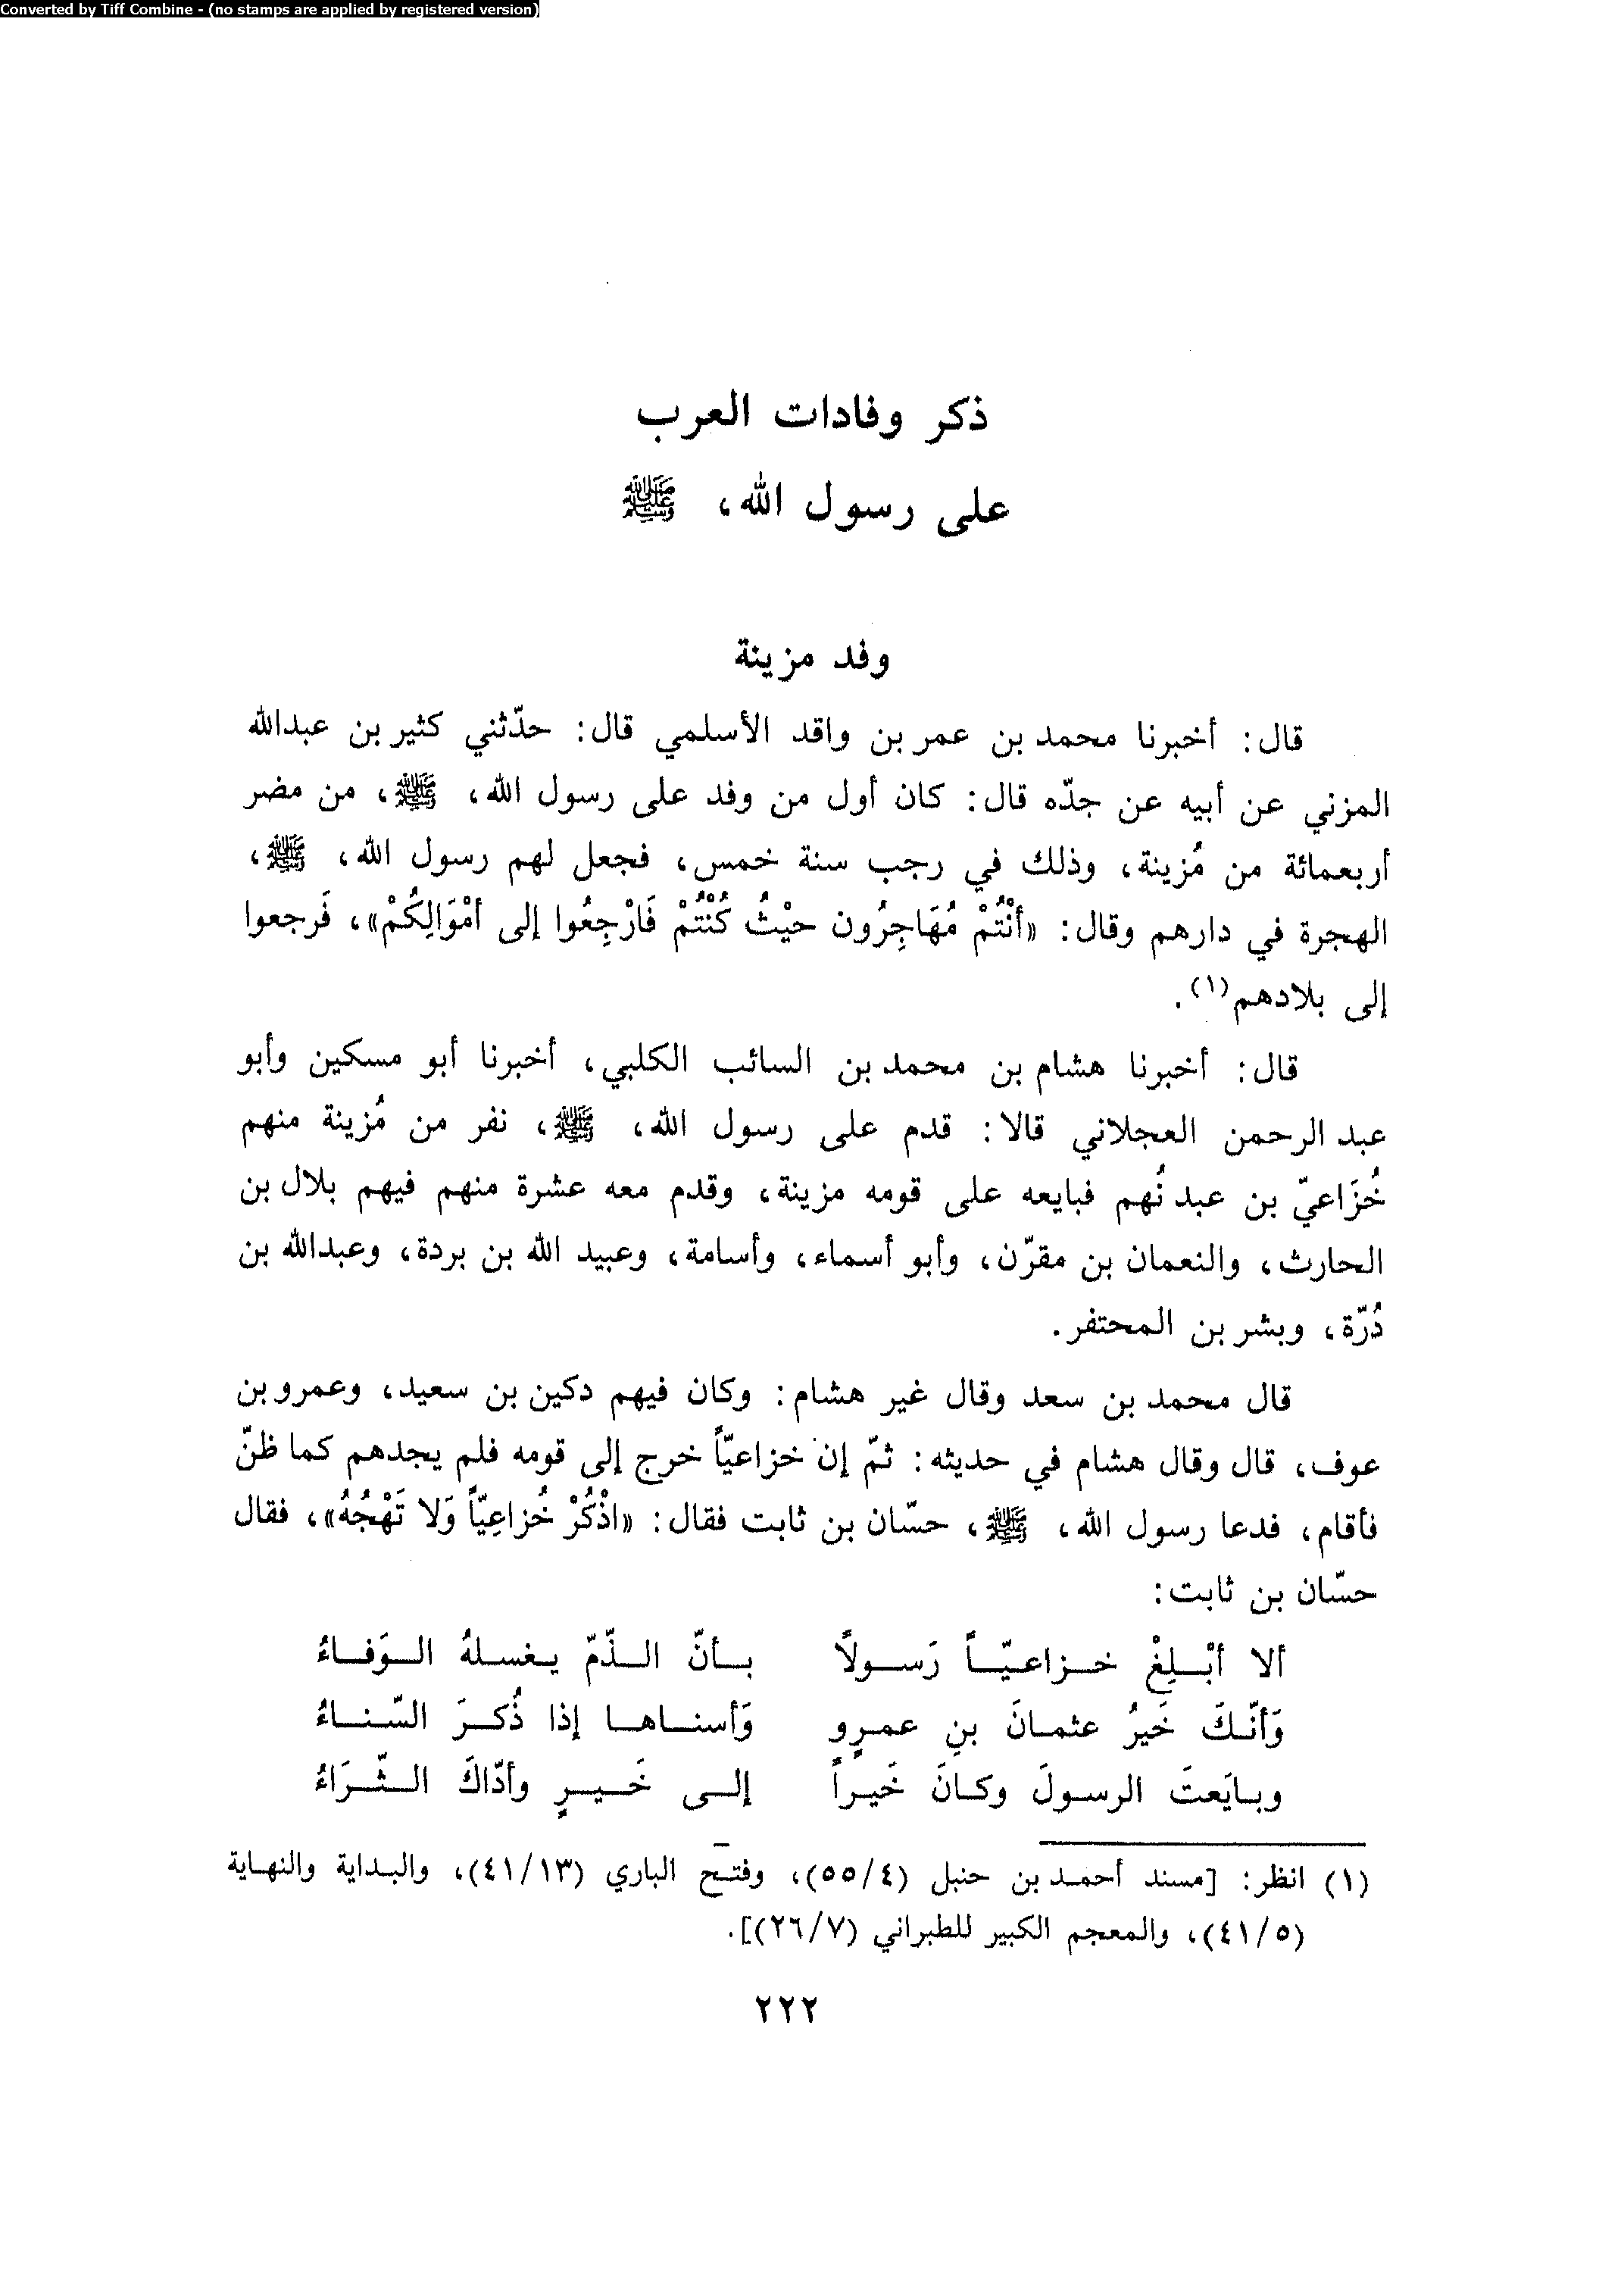 Converted by Tiff Combine - (no stamps are applied by registered version)
ذكر وفادات العرب
على رسول الله، ﷺ
وفد مزينة
قال: أخبرنا محمد بن عمر بن واقد الأسلمي قال: حدّثني كثير بن عبدالله
المزني عن أبيه عن جدّه قال: كان أول من وفد على رسول الله، ﷺ، من مضر
أربعمائة من مُزينة، وذلك في رجب سنة خمس، فجعل لهم رسول الله، ﷺ،
الهجرة في دارهم وقال: «أنْتُمْ مُهَاجِرُون حيْثُ كُنْتُمْ فَارْجِعُوا إلى أمْوَالِكُمْ»، فَرجعوا
إلى بلادهم(١).
قال: أخبرنا هشام بن محمد بن السائب الكلبي، أخبرنا أبو مسكين وأبو
عبد الرحمن العجلاني قالا: قدم على رسول الله، ﷺ، نفر من مُزينة منهم
خُزَاعيّ بن عبد نُهم فبايعه على قومه مزينة، وقدم معه عشرة منهم فيهم بلال بن
الحارث، والنعمان بن مقرّن، وأبو أسماء، وأسامة، وعبيد الله بن بردة، وعبدالله بن
دُرّة، وبشر بن المحتفر.
قال محمد بن سعد وقال غير هشام: وكان فيهم دكين بن سعيد، وعمرو بن
عوف، قال وقال هشام في حديثه: ثمّ إن خزاعيّاً خرج إلى قومه فلم يجدهم كما ظنّ
فأقام، فدعا رسول الله، ﷺ، حسّان بن ثابت فقال: «اذْكُرْ خُزاعِيّاً وَلا تَهْجُهُ»، فقال
حسّان بن ثابت:
ألا أبْلِغْ خزاعيّاً رَسولاً بأنّ الذّمّ يغسلهُ الوَفاءُ
وَأنّكَ خَيرُ عثمانَ بنِ عمرٍو وَأسناها إذا ذُكرَ السّناءُ
وبايَعتَ الرسولَ وكانَ خَيراً إلى خَيرٍ وأدّاكَ الثّرَاءُ
(١) انظر: [مسند أحمد بن حنبل (٤/٥٥)، وفتح الباري (١٣/٤١)، والبداية والنهاية
(٥/٤١)، والمعجم الكبير للطبراني (٧/٢٦)].
٢٢٢